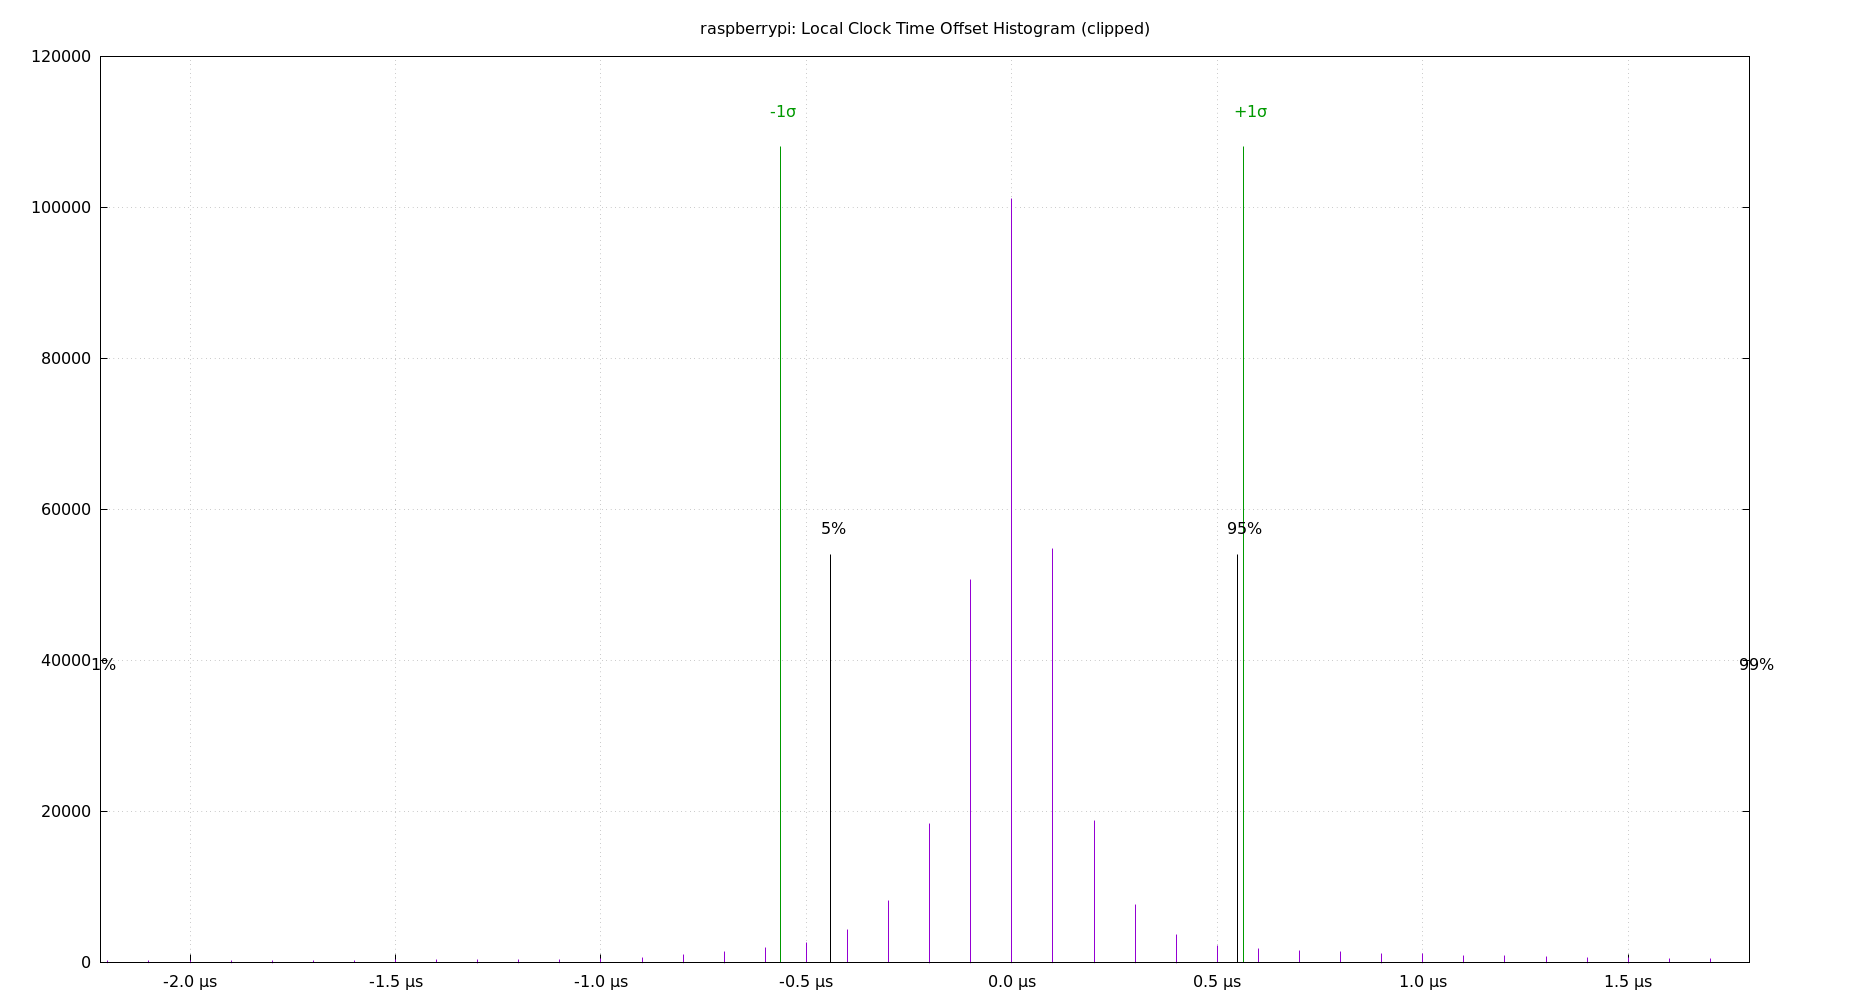 raspberrypi: Local Clock Time Offset Histogram (clipped)
120000
-1σ
+1σ
100000
80000
60000
5%
95%
40000
1%
99%
20000
0
-2.0 µs
-1.5 µs
-1.0 µs
-0.5 µs
0.0 µs
0.5 µs
1.0 µs
1.5 µs